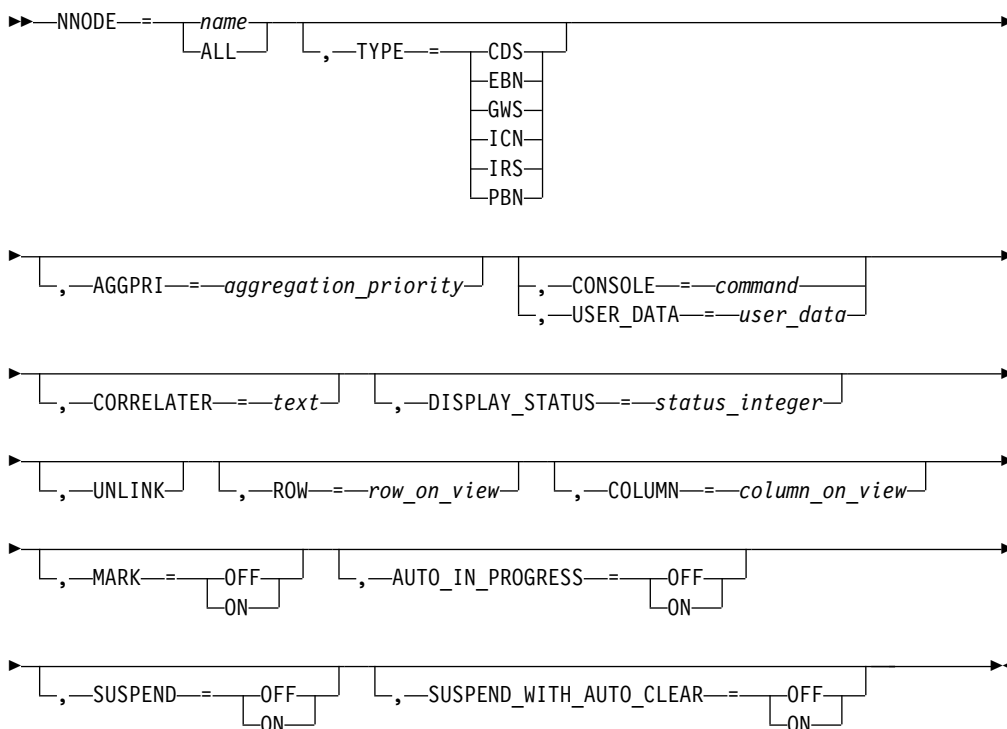 NNODE = name , TYPE = CDS
ALL EBN
GWS
ICN
IRS
PBN
, AGGPRI = aggregation_priority , CONSOLE = command
, USER_DATA = user_data
, CORRELATER = text , DISPLAY_STATUS = status_integer
, UNLINK , ROW = row_on_view , COLUMN = column_on_view
, MARK = OFF , AUTO_IN_PROGRESS = OFF
ON ON
, SUSPEND = OFF , SUSPEND_WITH_AUTO_CLEAR = OFF
ON ON